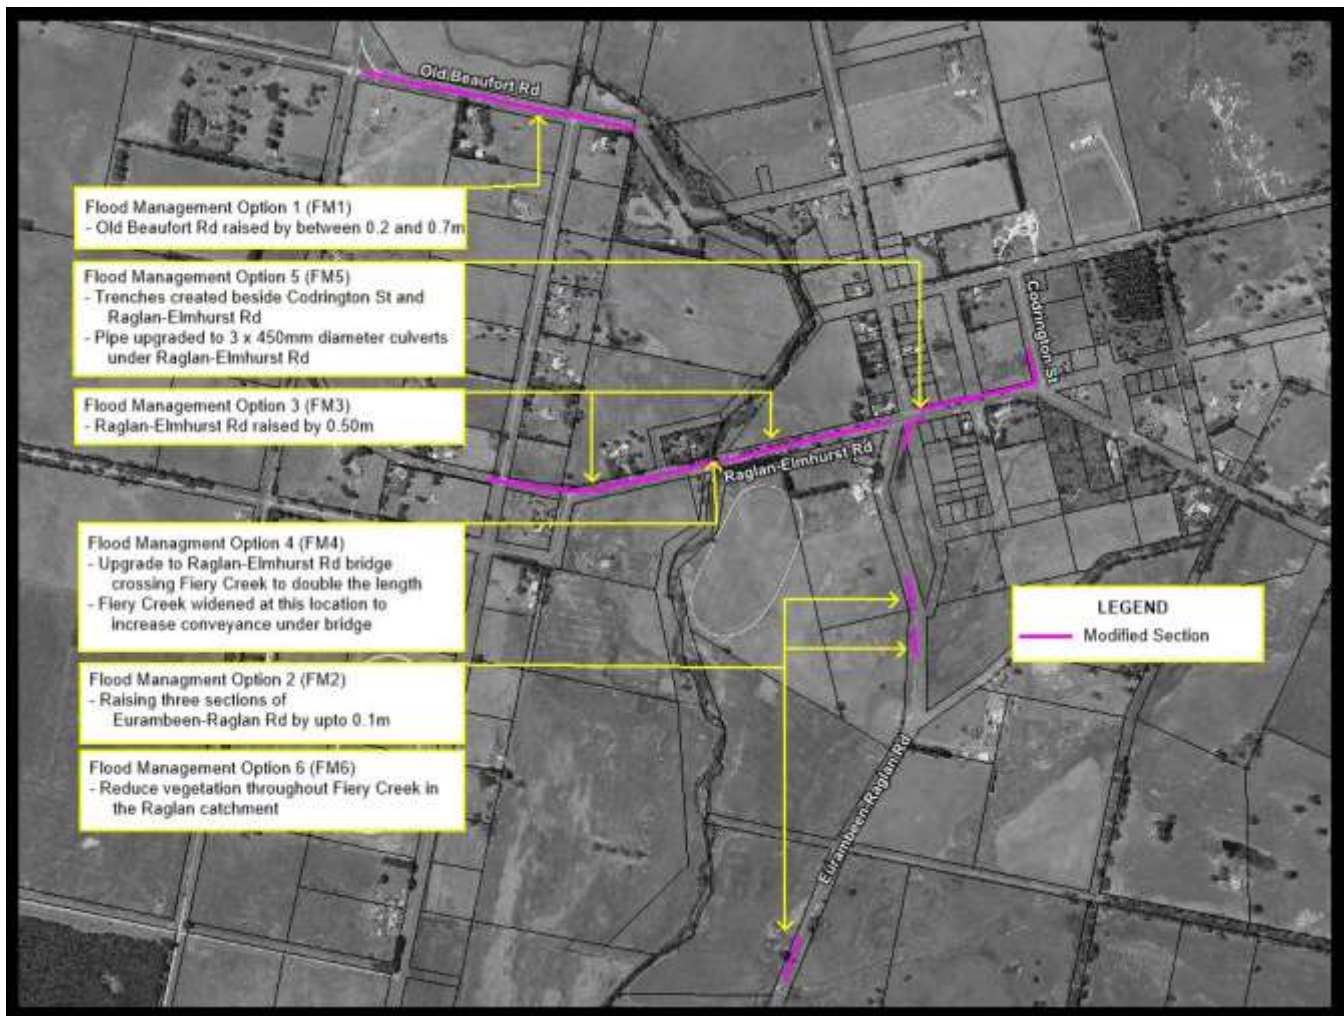 Old Beaufort Rd
Flood Management Option 1 (FM1)
- Old Beaufort Rd raised by between 0.2 and 0.7m
Flood Management Option 5 (FM5)
- Trenches created beside Codrington St and
Raglan-Elmhurst Rd
- Pipe upgraded to 3 x 450mm diameter culverts
under Raglan-Elmhurst Rd
Codrington St
Flood Management Option 3 (FM3)
- Raglan-Elmhurst Rd raised by 0.50m
Raglan-Elmhurst Rd
Flood Managment Option 4 (FM4)
- Upgrade to Raglan-Elmhurst Rd bridge
crossing Fiery Creek to double the length
- Fiery Creek widened at this location to
increase conveyance under bridge
LEGEND
Modified Section
Flood Managment Option 2 (FM2)
- Raising three sections of
Eurambeen-Raglan Rd by upto 0.1m
Eurambeen-Raglan Rd
Flood Management Option 6 (FM6)
- Reduce vegetation throughout Fiery Creek in
the Raglan catchment